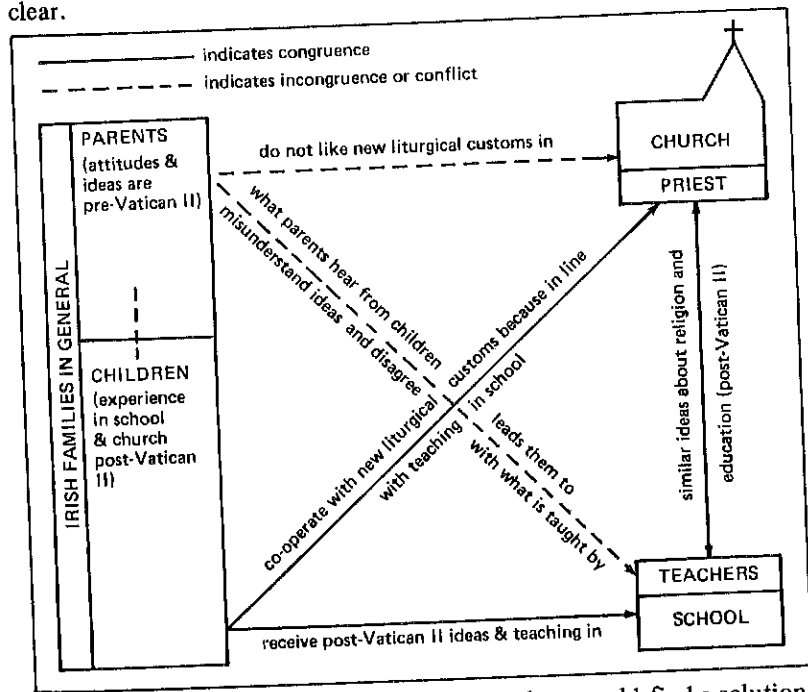 clear.
indicates congruence
indicates incongruence or conflict
IRISH FAMILIES IN GENERAL
PARENTS
(attitudes &
ideas are
pre-Vatican II)
CHILDREN
(experience
in school
& church
post-Vatican
II)
do not like new liturgical customs in
CHURCH
PRIEST
what parents hear from children
leads them to
misunderstand ideas and disagree
with what is taught by
co-operate with new liturgical
customs because in line
with teaching
in school
similar ideas about religion and
education (post-Vatican II)
TEACHERS
SCHOOL
receive post-Vatican II ideas & teaching in
solution